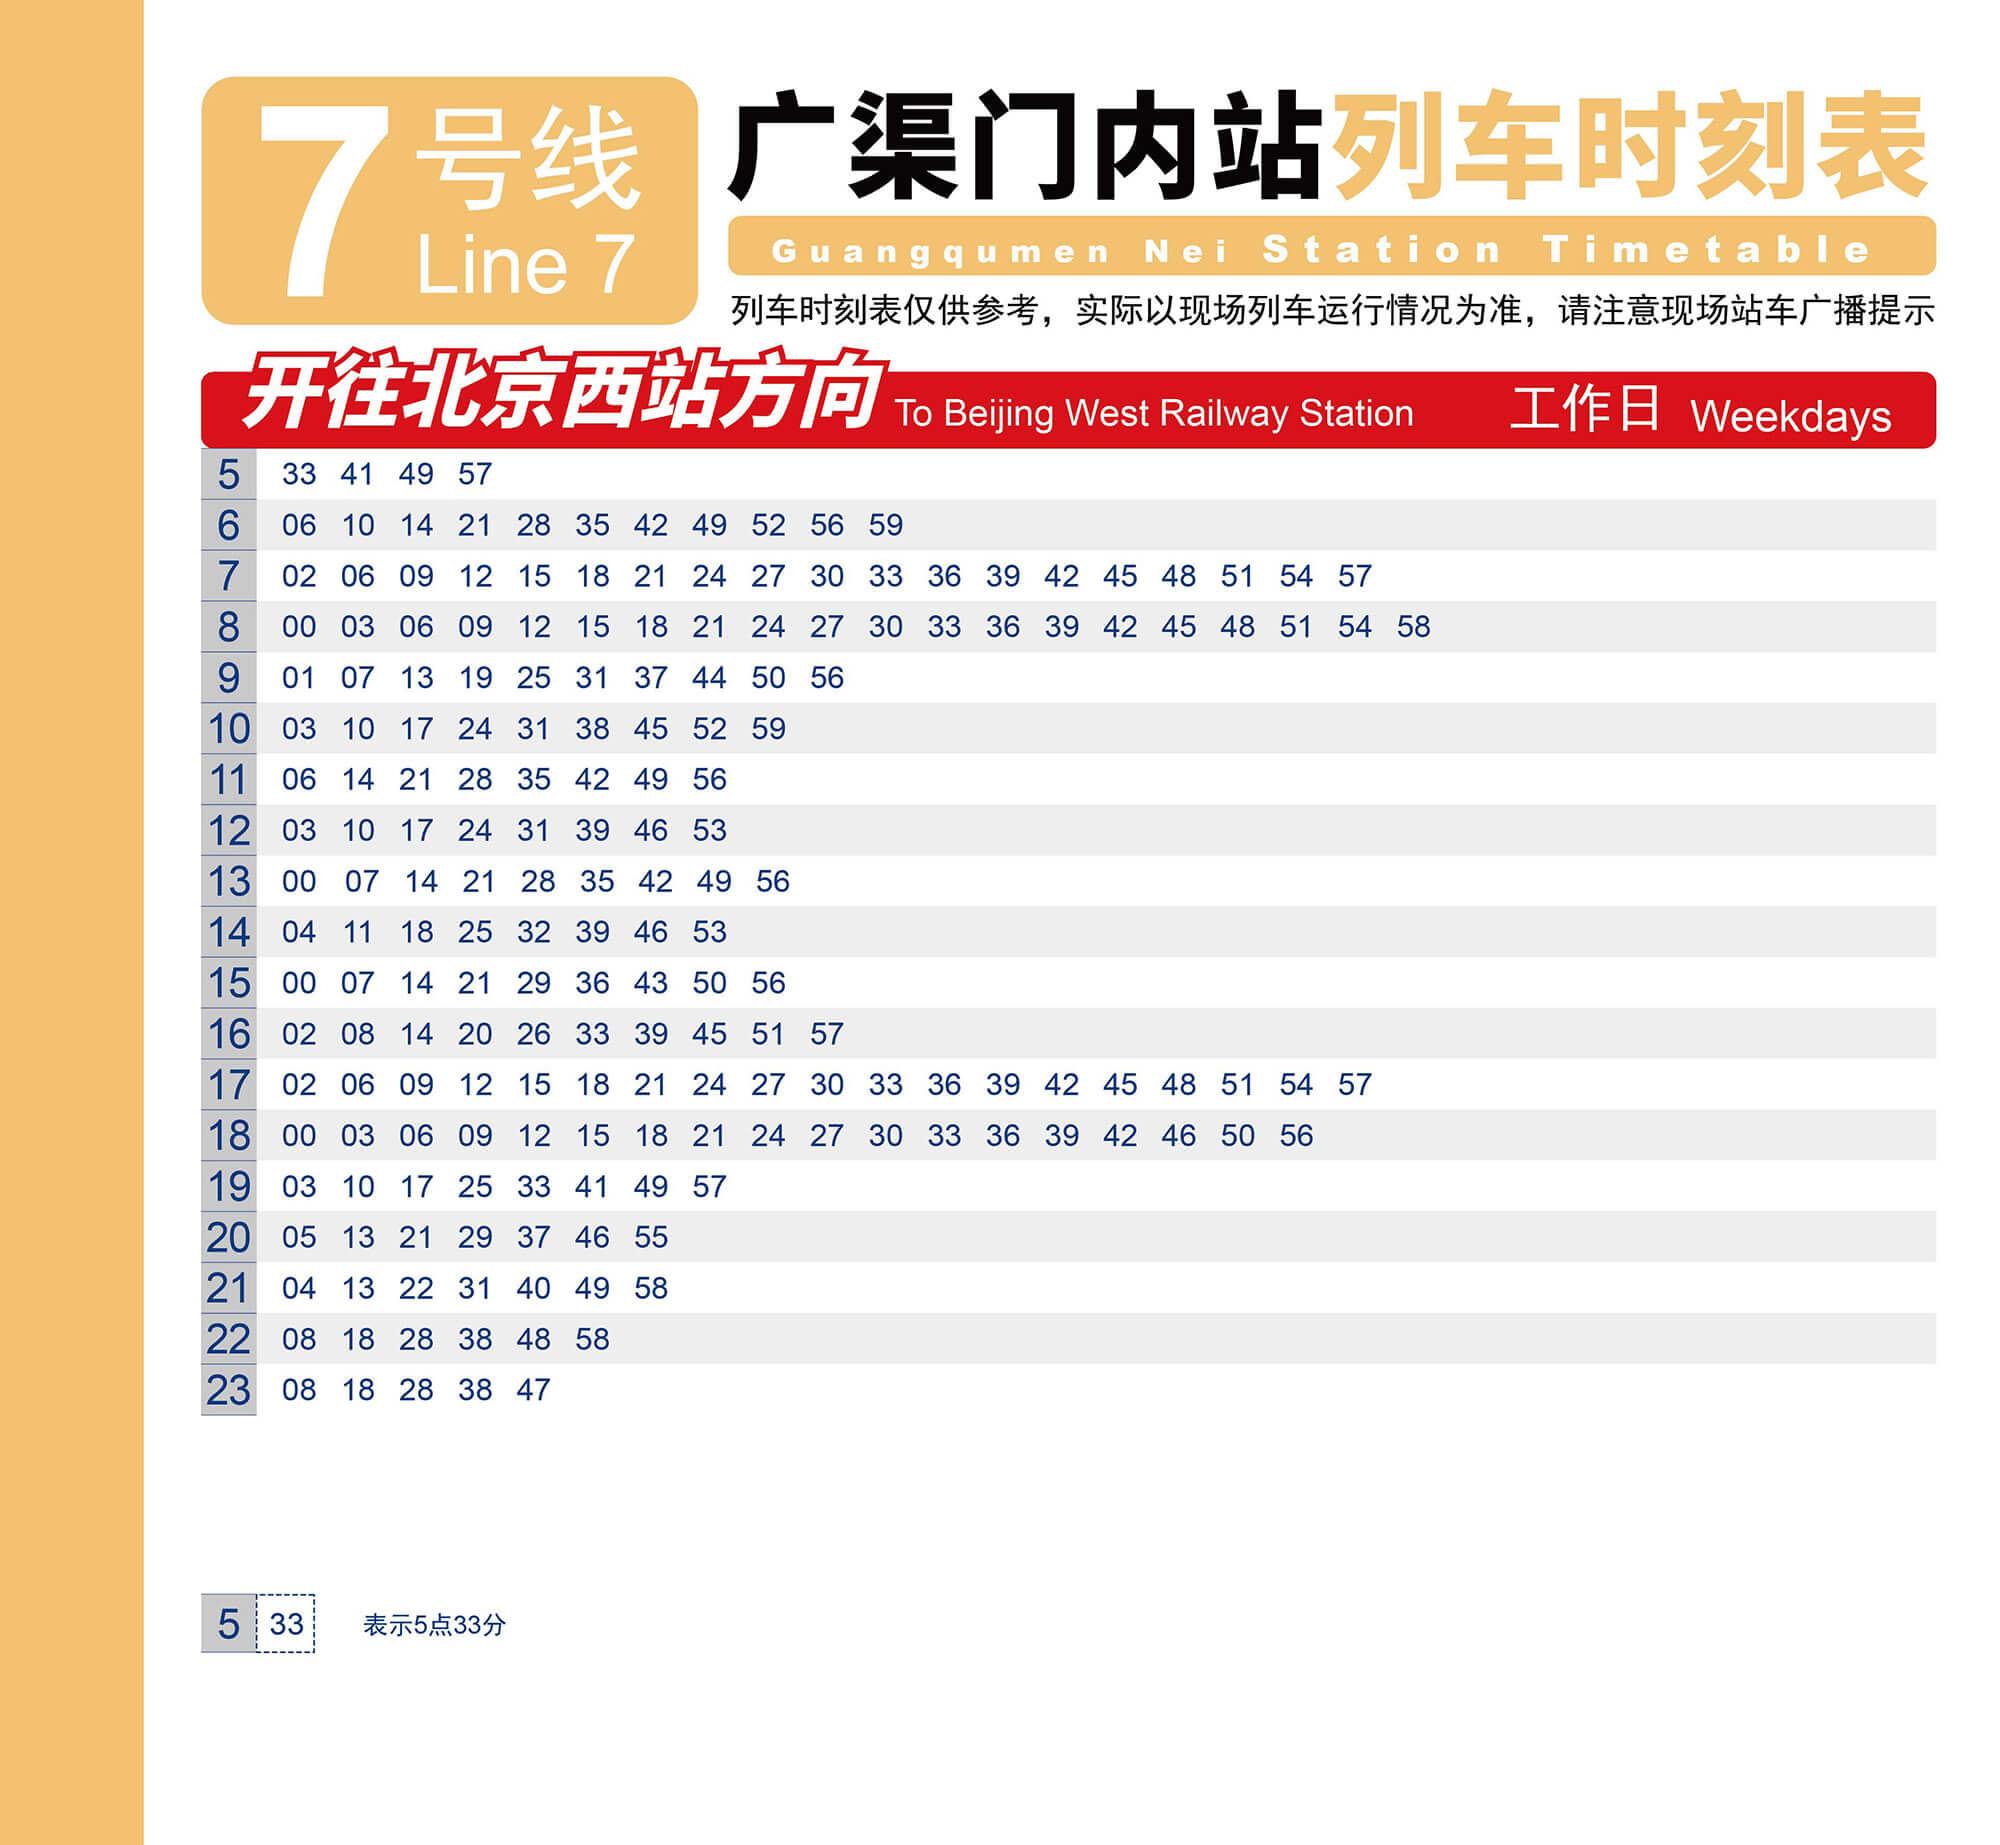 7 号线
Line 7
广渠门内站列车时刻表
Guangqumen Nei Station Timetable
列车时刻表仅供参考，实际以现场列车运行情况为准，请注意现场站车广播提示
开往北京西站方向 To Beijing West Railway Station 工作日 Weekdays
5 33 41 49 57
6 06 10 14 21 28 35 42 49 52 56 59
7 02 06 09 12 15 18 21 24 27 30 33 36 39 42 45 48 51 54 57
8 00 03 06 09 12 15 18 21 24 27 30 33 36 39 42 45 48 51 54 58
9 01 07 13 19 25 31 37 44 50 56
10 03 10 17 24 31 38 45 52 59
11 06 14 21 28 35 42 49 56
12 03 10 17 24 31 39 46 53
13 00 07 14 21 28 35 42 49 56
14 04 11 18 25 32 39 46 53
15 00 07 14 21 29 36 43 50 56
16 02 08 14 20 26 33 39 45 51 57
17 02 06 09 12 15 18 21 24 27 30 33 36 39 42 45 48 51 54 57
18 00 03 06 09 12 15 18 21 24 27 30 33 36 39 42 46 50 56
19 03 10 17 25 33 41 49 57
20 05 13 21 29 37 46 55
21 04 13 22 31 40 49 58
22 08 18 28 38 48 58
23 08 18 28 38 47
5 33 表示5点33分